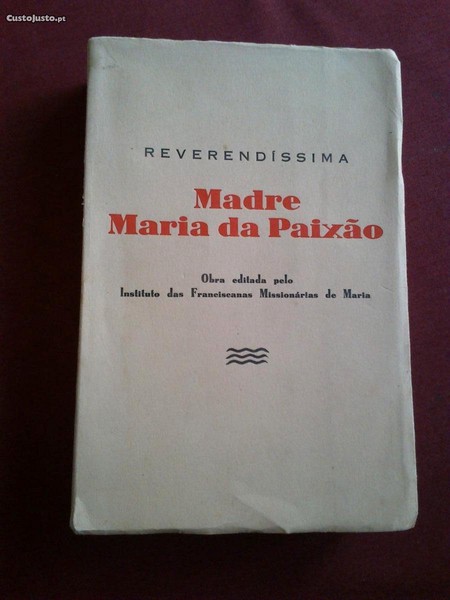 CustoJusto.pt
REVERENDÍSSIMA
Madre
Maria da Paixão
Obra editada pelo
Instituto das Franciscanas Missionárias de Maria